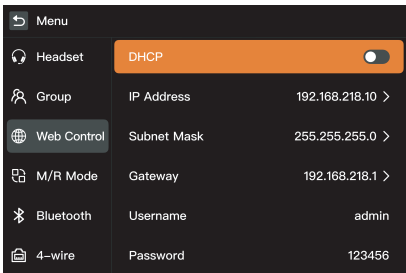 Menu
Headset DHCP
Group IP Address 192.168.218.10 >
Web Control Subnet Mask 255.255.255.0 >
M/R Mode Gateway 192.168.218.1 >
Bluetooth Username admin
4-wire Password 123456